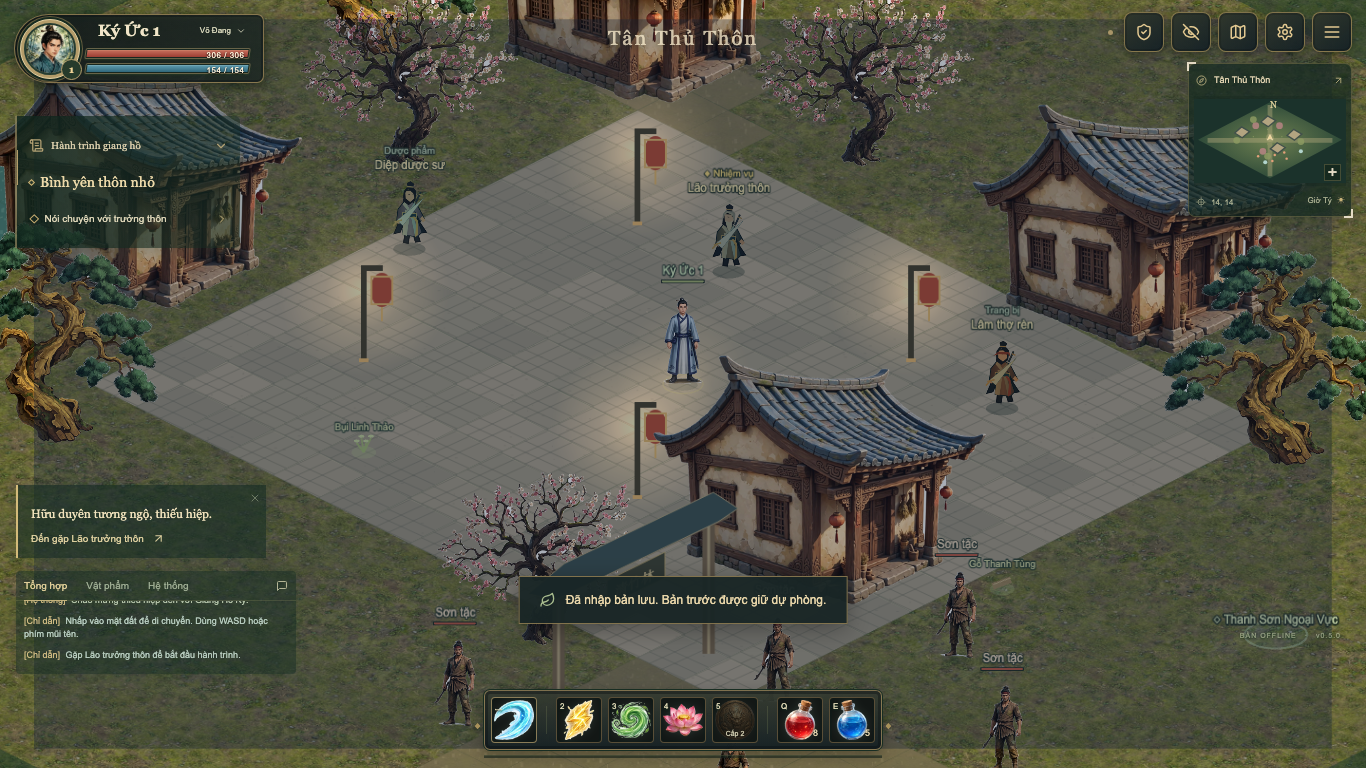 Ký Ức 1
Võ Đang
306 / 306
154 / 154
1
Tân Thủ Thôn
Tân Thủ Thôn
N
14, 14
Giờ Tý
Hành trình giang hồ
Bình yên thôn nhỏ
Nói chuyện với trưởng thôn
Dược phẩm
Diệp dược sư
Nhiệm vụ
Lão trưởng thôn
Ký Ức 1
Trang bị
Lâm thợ rèn
Bụi Linh Thảo
Hữu duyên tương ngộ, thiếu hiệp.
Đến gặp Lão trưởng thôn
Tổng hợp
Vật phẩm
Hệ thống
[Chỉ dẫn] Nhấp vào mặt đất để di chuyển. Dùng WASD hoặc
phím mũi tên.
[Chỉ dẫn] Gặp Lão trưởng thôn để bắt đầu hành trình.
Đã nhập bản lưu. Bản trước được giữ dự phòng.
Sơn tặc
Gỗ Thanh Tùng
Sơn tặc
Sơn tặc
Thanh Sơn Ngoại Vực
BẢN OFFLINE
v0.5.0
2
3
4
5
Cấp 2
Q
8
E
5